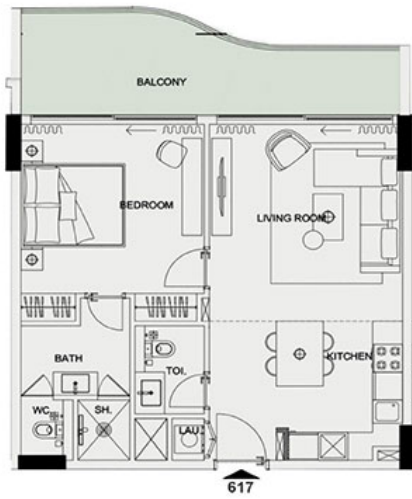 BALCONY
BEDROOM
LIVING ROOM
KITCHEN
BATH
TOI.
WC
SH.
LAU.
617